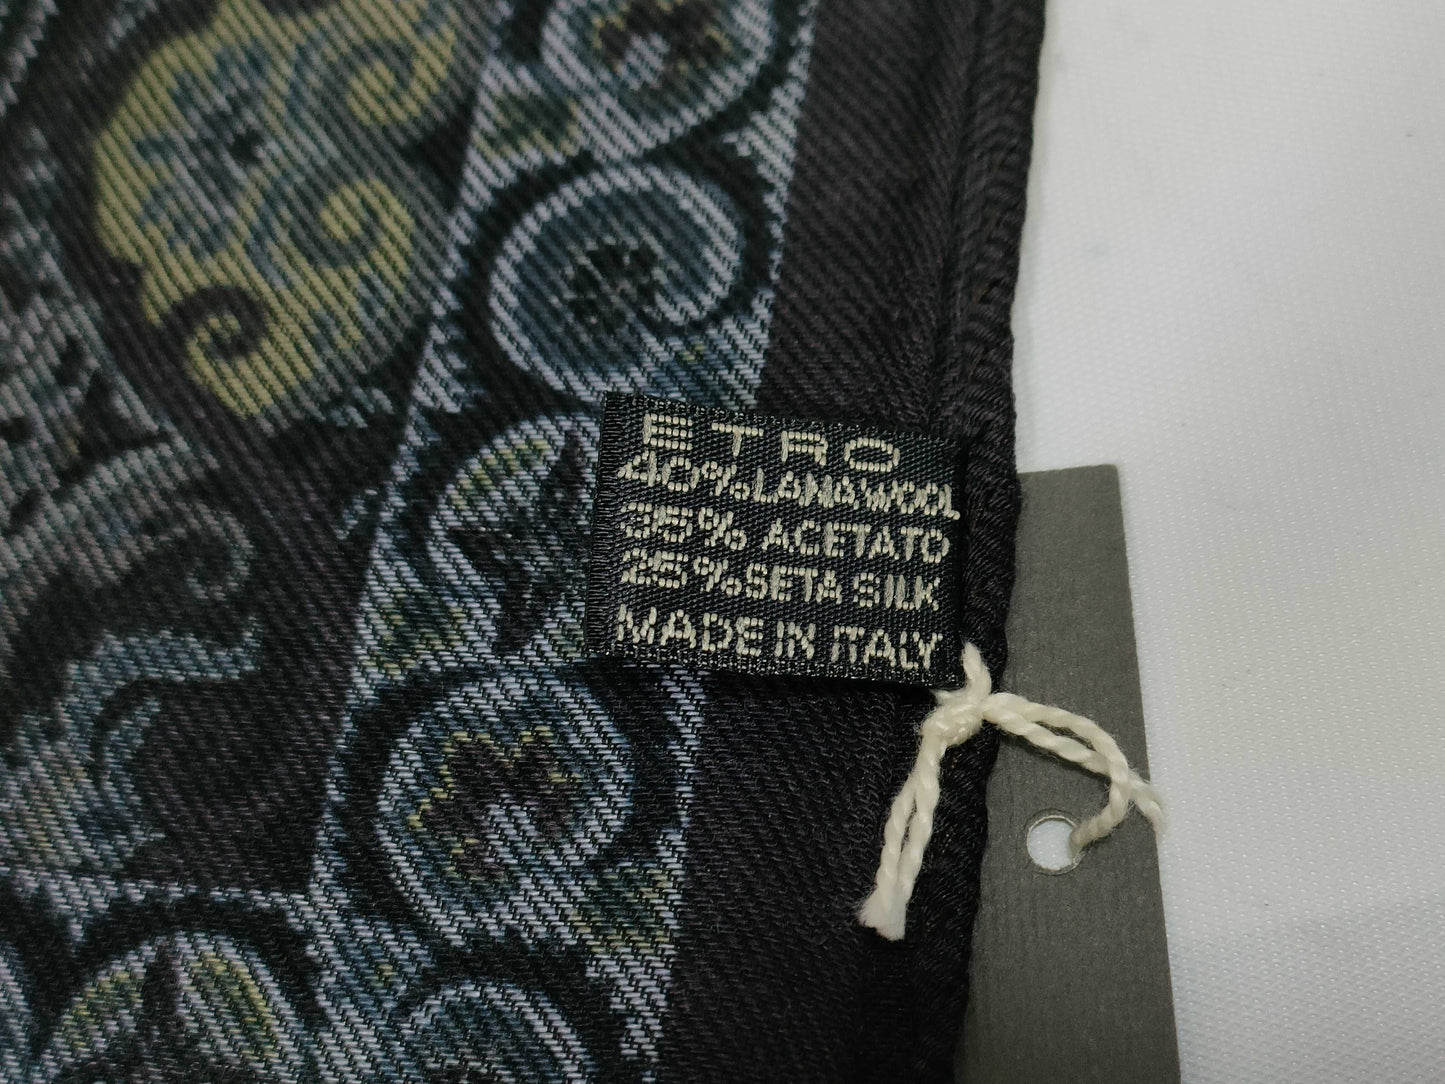 ETRO
40% LANA WOOL
35% ACETATO
25% SETA SILK
MADE IN ITALY